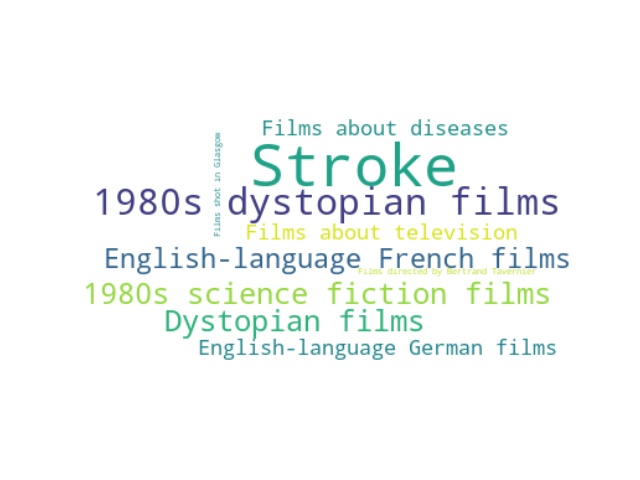 Films about diseases
Films shot in Glasgow
Stroke
1980s dystopian films
Films about television
English-language French films
Films directed by Bertrand Tavernier
1980s science fiction films
Dystopian films
English-language German films